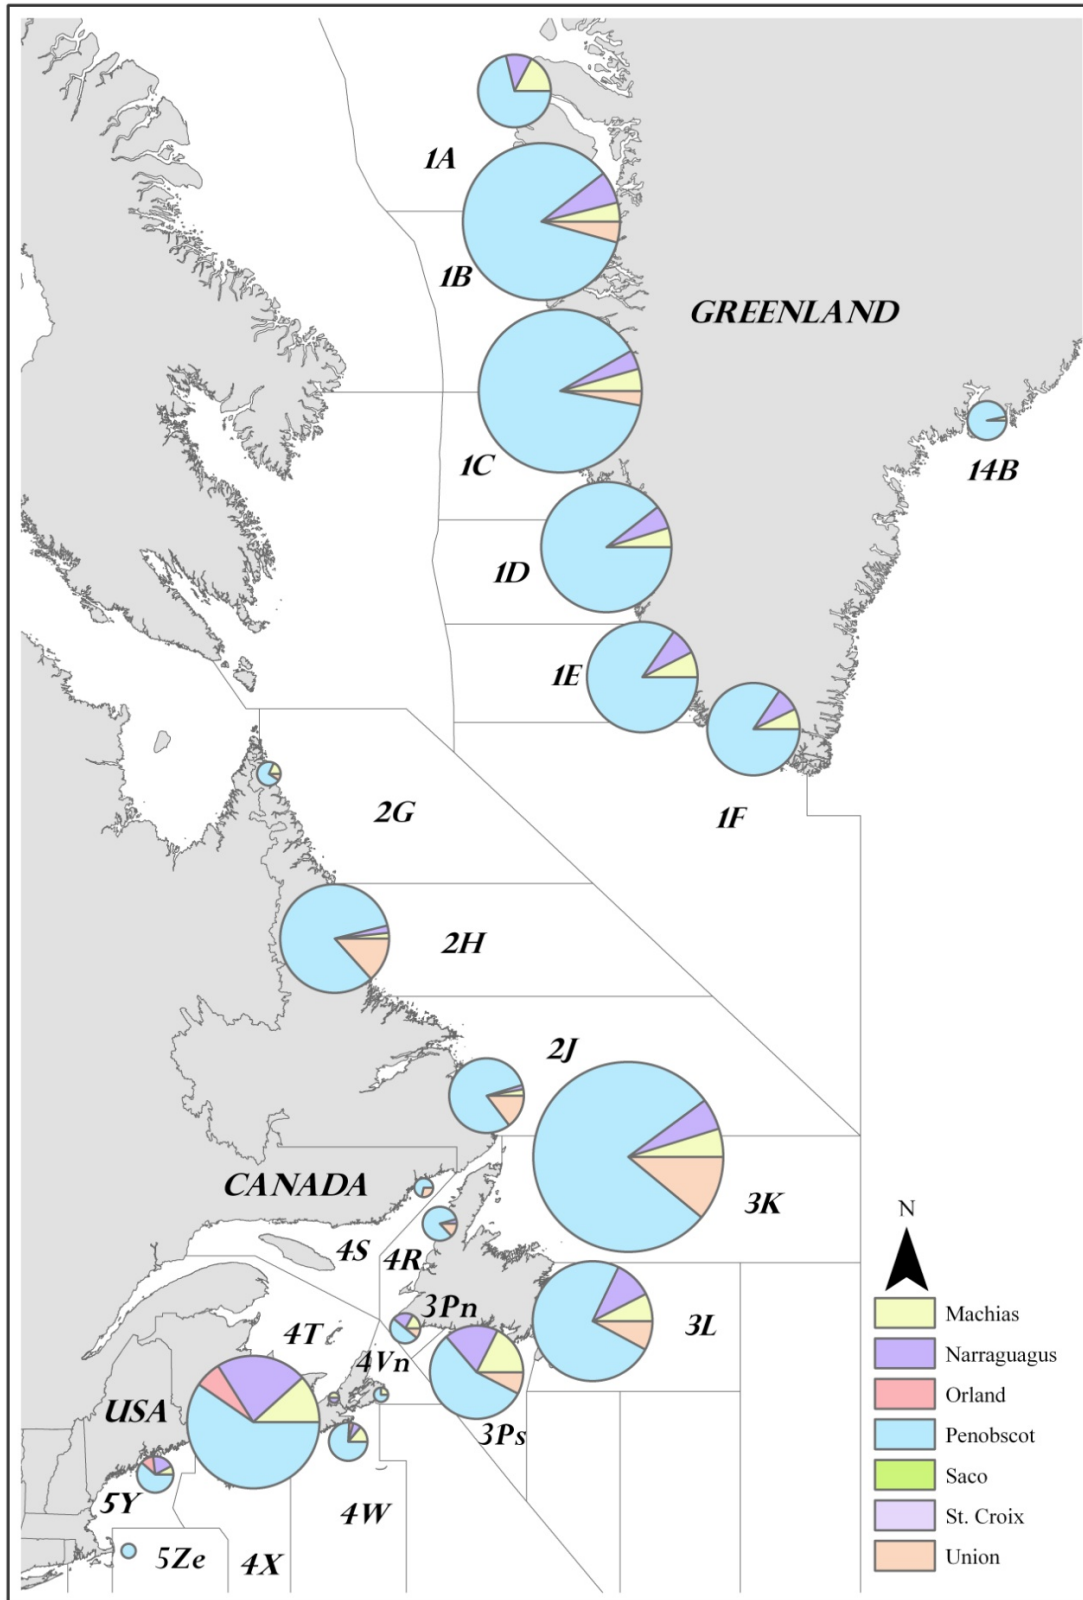 1A
1B
GREENLAND
1C
14B
1D
1E
1F
2G
2H
2J
CANADA
3K
4S
4R
3Pn
3L
4T
4Vn
USA
3Ps
5Y
4W
5Ze
4X
N
Machias
Narraguagus
Orland
Penobscot
Saco
St. Croix
Union